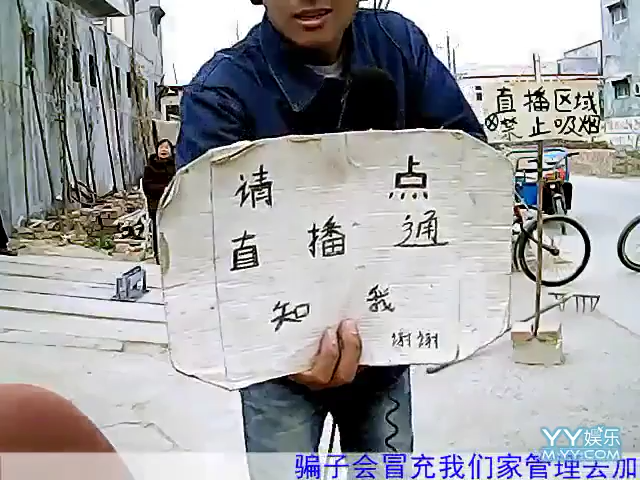 直播区域
禁止吸烟
请 点
直 播 通
知 我
谢谢
YY娱乐
M.YY.COM
骗子会冒充我们家管理去加